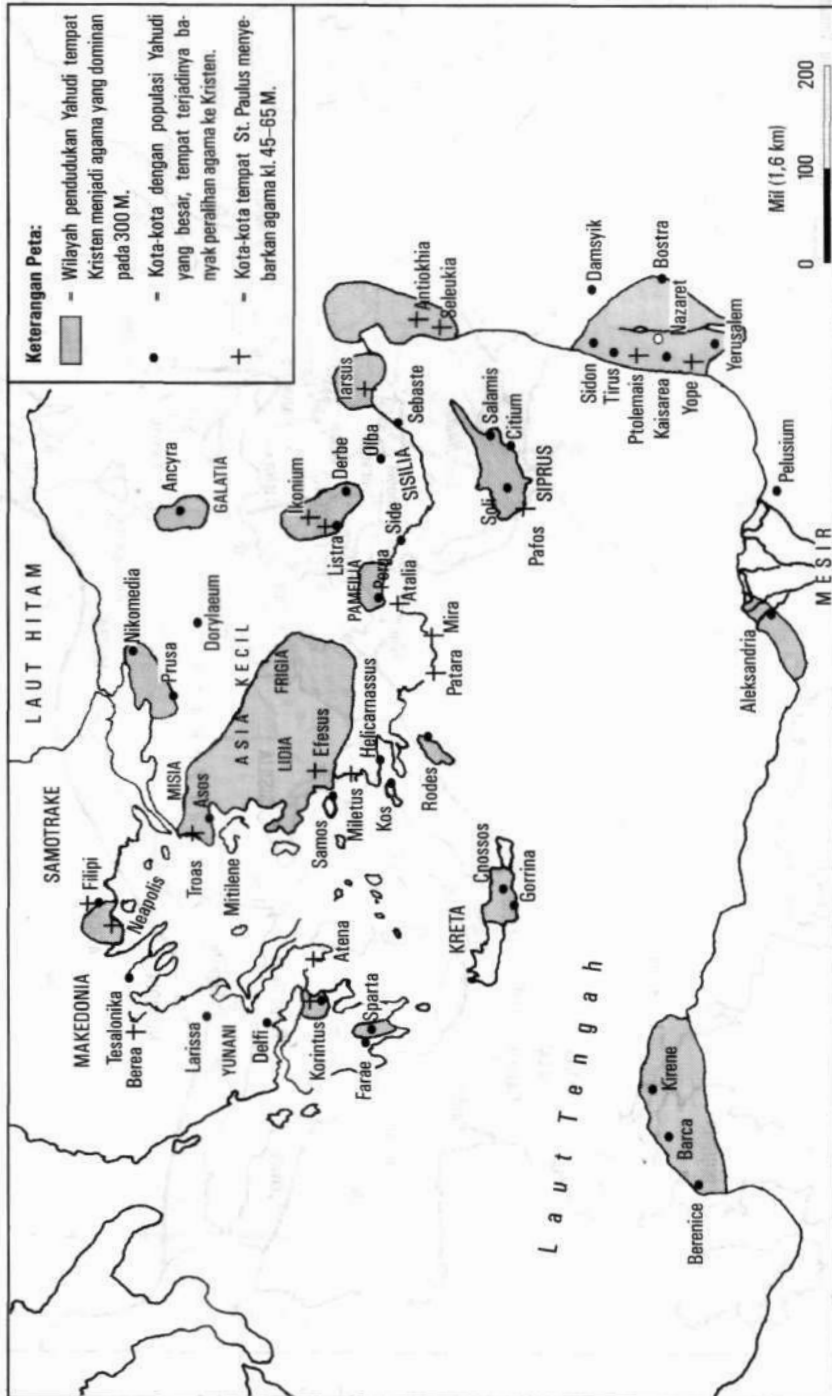 Keterangan Peta:
= Wilayah pendudukan Yahudi tempat
Kristen menjadi agama yang dominan
pada 300 M.
= Kota-kota dengan populasi Yahudi
yang besar, tempat terjadinya ba-
nyak peralihan agama ke Kristen.
= Kota-kota tempat St. Paulus menye-
barkan agama kl. 45–65 M.
LAUT HITAM
SAMOTRAKE
MAKEDONIA
Filipi
Neapolis
Tesalonika
Berea
Larissa
YUNANI
Delfi
Korintus
Atena
Farae
Sparta
Nikomedia
Prusa
Dorylaeum
Ancyra
GALATIA
MISIA
Asos
Troas
Mitilene
ASIA KECIL
LIDIA
FRIGIA
Efesus
Samos
Miletus
Helicarnassus
Kos
Rodes
Ikonium
Listra
Derbe
PAMFILIA
Perga
Atalia
Side
Olba
SISILIA
Sebaste
Tarsus
Antiokhia
Seleukia
Mira
Patara
Salamis
Citium
Soli
SIPRUS
Pafos
KRETA
Cnossos
Gorrina
Laut Tengah
Damsyik
Sidon
Tirus
Bostra
Ptolemais
Nazaret
Kaisarea
Yope
Yerusalem
Pelusium
Aleksandria
MESIR
Kirene
Barca
Berenice
Mil (1,6 km)
0 100 200